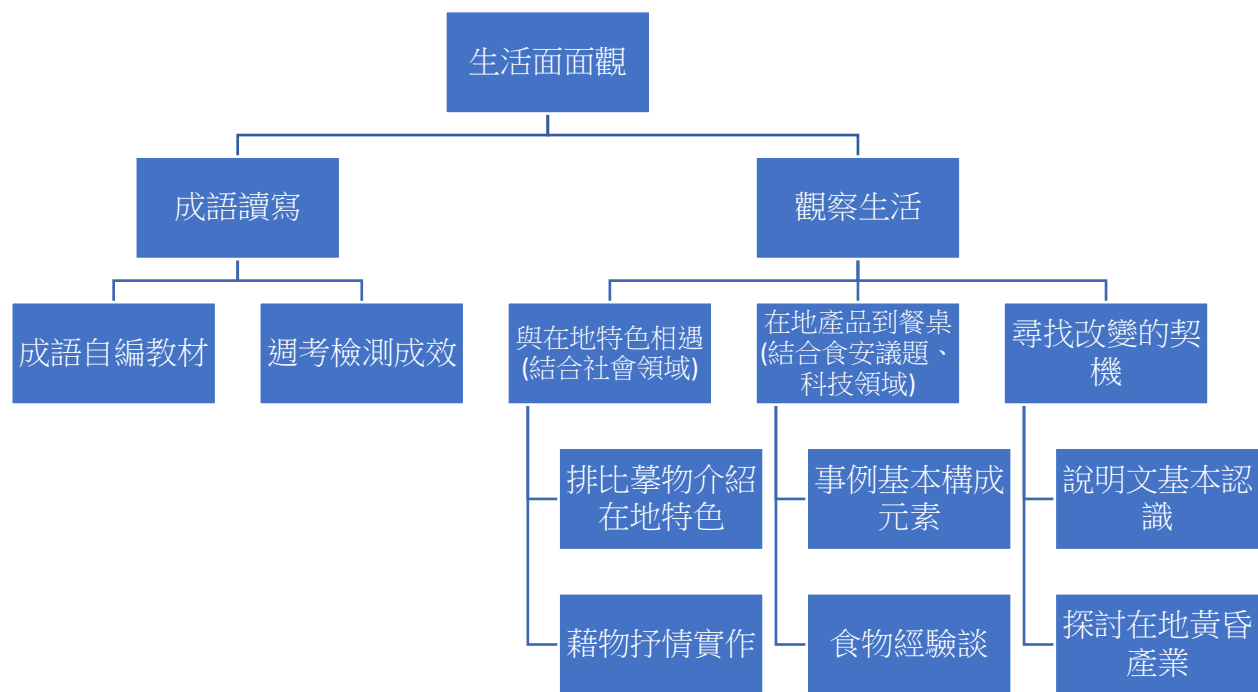 生活面面觀
成語讀寫
觀察生活
成語自編教材
週考檢測成效
與在地特色相遇
(結合社會領域)
在地產品到餐桌
(結合食安議題、
科技領域)
尋找改變的契
機
排比摹物介紹
在地特色
事例基本構成
元素
說明文基本認
識
藉物抒情實作
食物經驗談
探討在地黃昏
產業